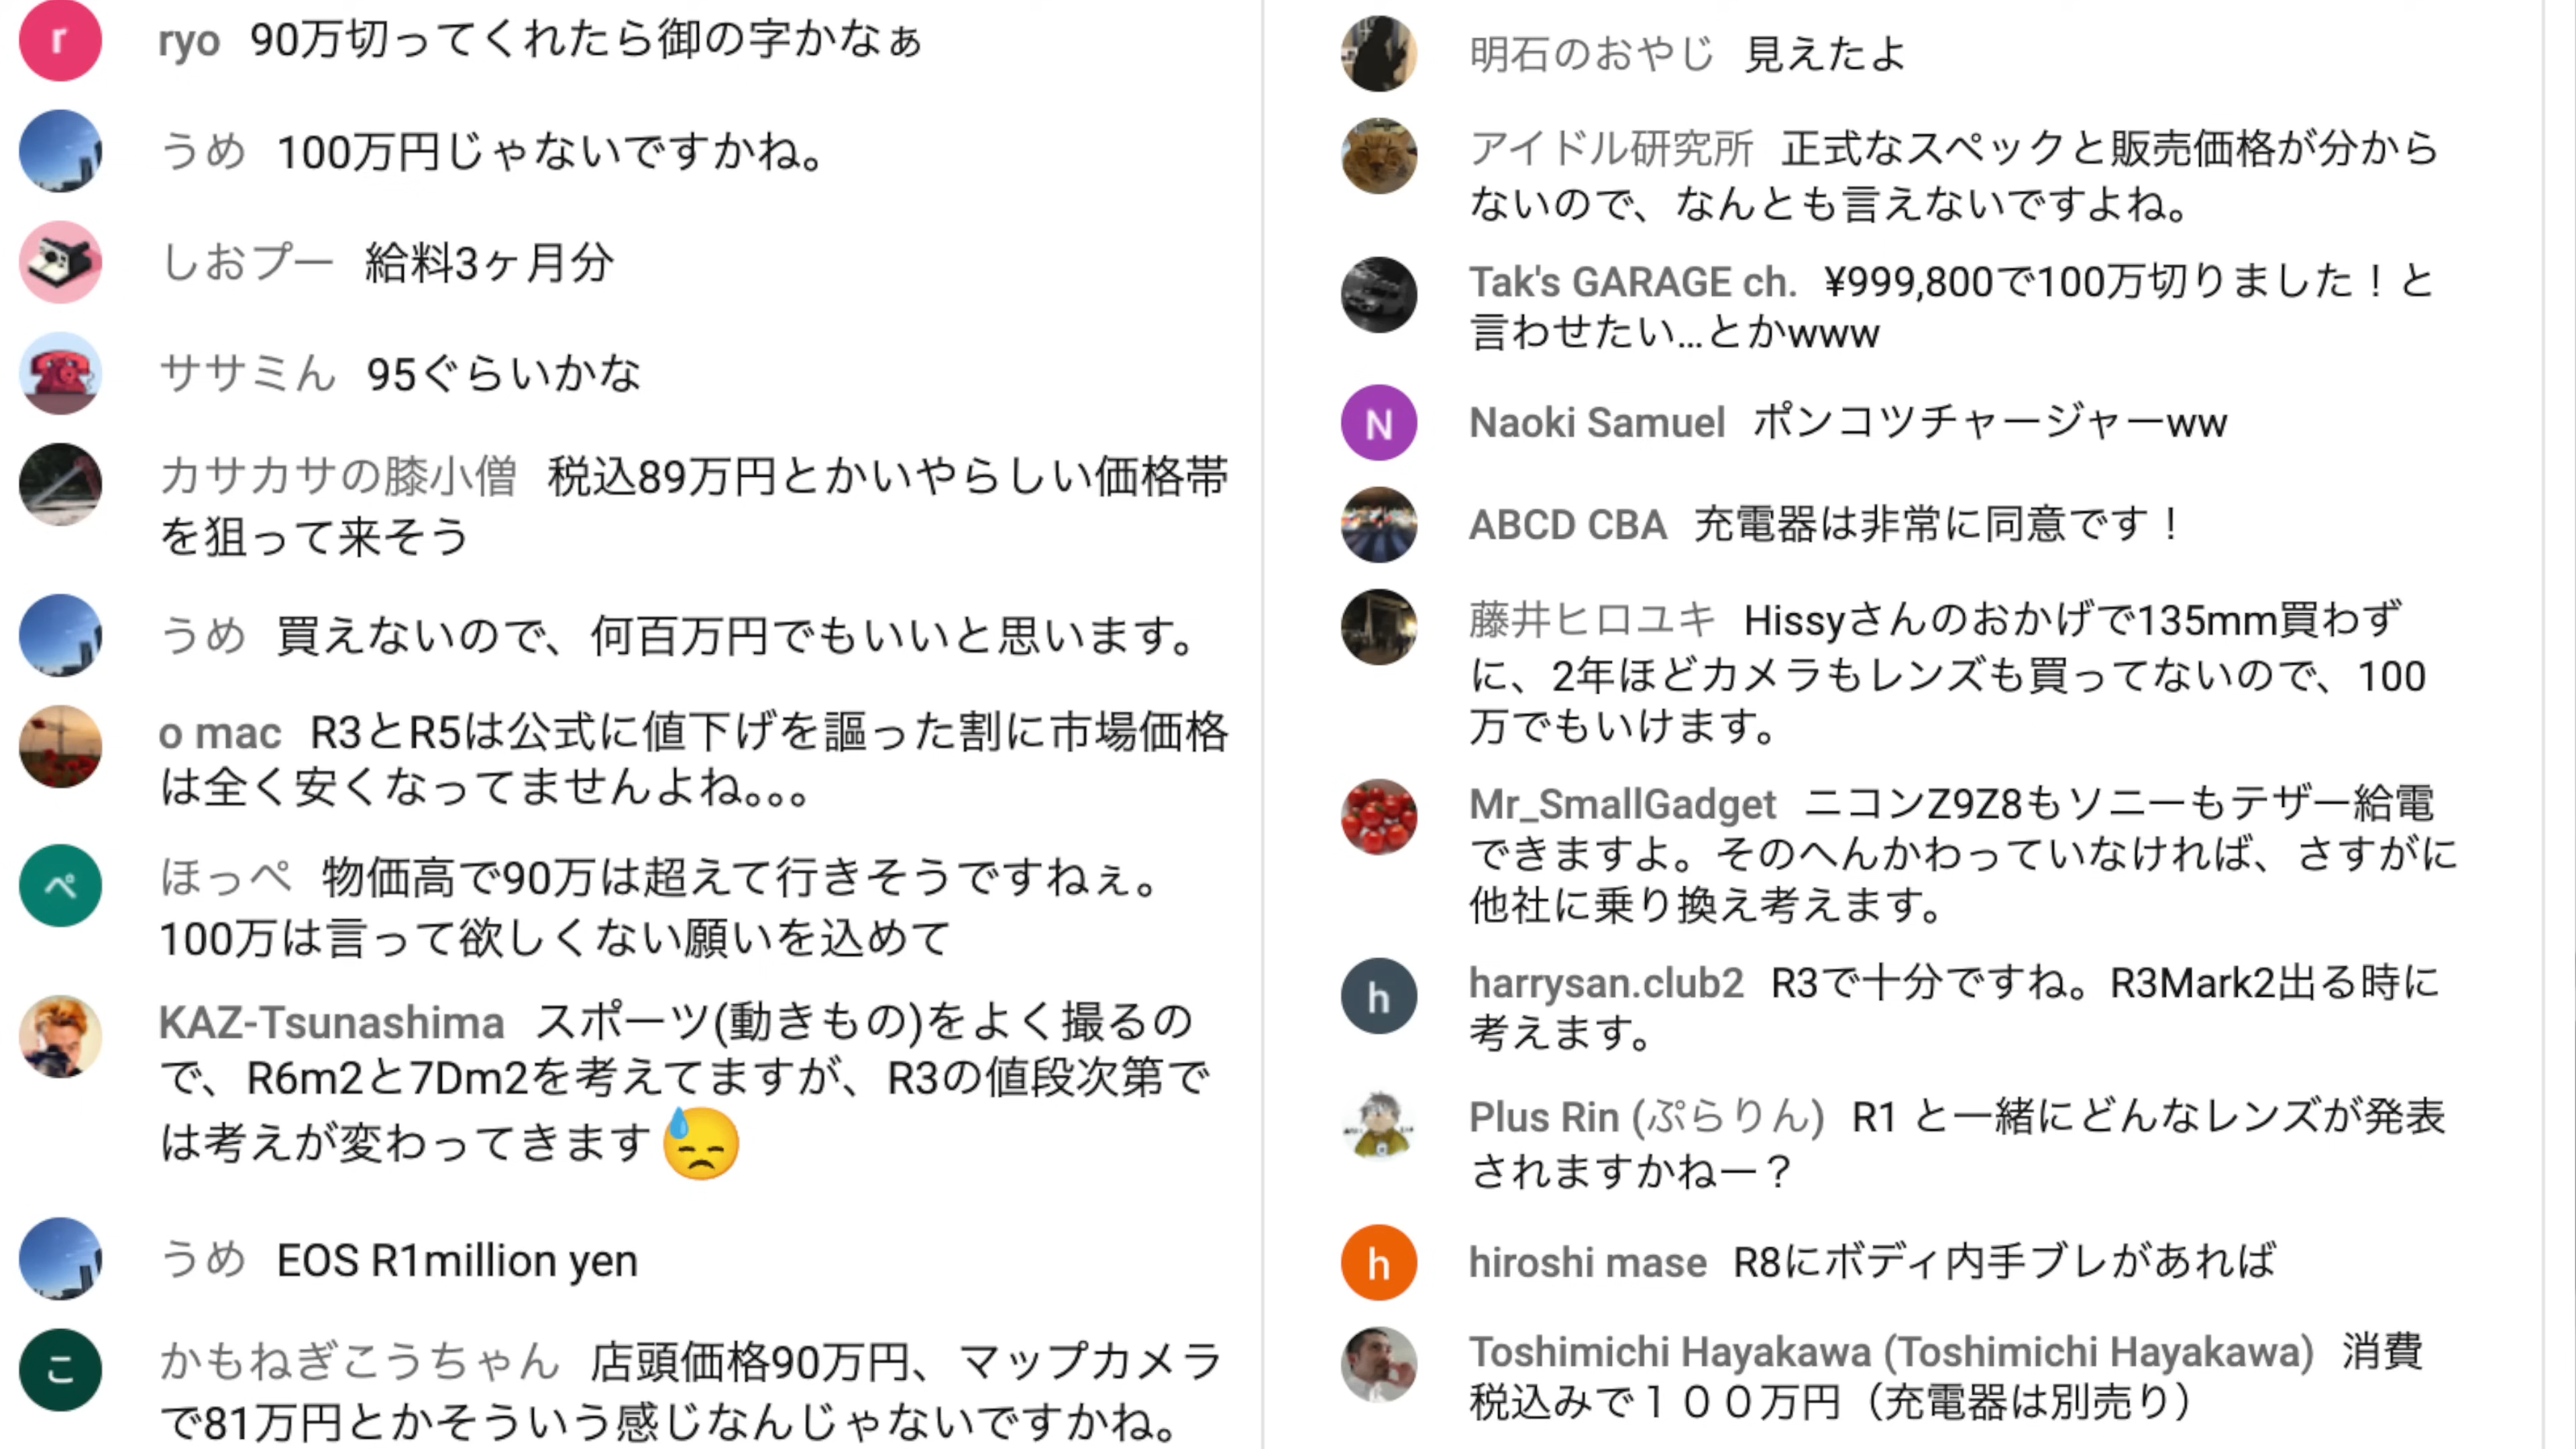 r ryo 90万切ってくれたら御の字かなぁ
うめ 100万円じゃないですかね。
しおプー 給料3ヶ月分
ササミん 95ぐらいかな
カサカサの膝小僧 税込89万円とかいやらしい価格帯
を狙って来そう
うめ 買えないので、何百万円でもいいと思います。
o mac R3とR5は公式に値下げを謳った割に市場価格
は全く安くなってませんよね。。。
ぺ ほっぺ 物価高で90万は超えて行きそうですねぇ。
100万は言って欲しくない願いを込めて
KAZ-Tsunashima スポーツ(動きもの)をよく撮るの
で、R6m2と7Dm2を考えてますが、R3の値段次第で
は考えが変わってきます😓
うめ EOS R1million yen
こ かもねぎこうちゃん 店頭価格90万円、マップカメラ
で81万円とかそういう感じなんじゃないですかね。
明石のおやじ 見えたよ
アイドル研究所 正式なスペックと販売価格が分から
ないので、なんとも言えないですよね。
Tak's GARAGE ch. ¥999,800で100万切りました！と
言わせたい...とかwww
N Naoki Samuel ポンコツチャージャーww
ABCD CBA 充電器は非常に同意です！
藤井ヒロユキ Hissyさんのおかげで135mm買わず
に、2年ほどカメラもレンズも買ってないので、100
万でもいけます。
Mr_SmallGadget ニコンZ9Z8もソニーもテザー給電
できますよ。そのへんかわっていなければ、さすがに
他社に乗り換え考えます。
h harrysan.club2 R3で十分ですね。R3Mark2出る時に
考えます。
Plus Rin (ぷらりん) R1 と一緒にどんなレンズが発表
されますかねー？
h hiroshi mase R8にボディ内手ブレがあれば
Toshimichi Hayakawa (Toshimichi Hayakawa) 消費
税込みで１００万円（充電器は別売り）